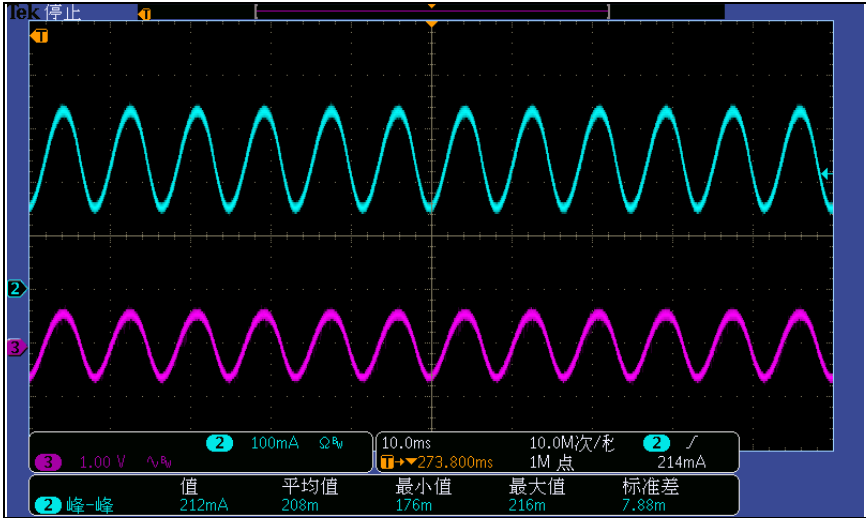 Tek 停止
T
T
2
3
2 100mA Ω Bw
3 1.00 V ∿ Bw
10.0ms 10.0M次/秒 2 ∫
T→▼273.800ms 1M 点 214mA
值 平均值 最小值 最大值 标准差
2 峰-峰 212mA 208m 176m 216m 7.88m